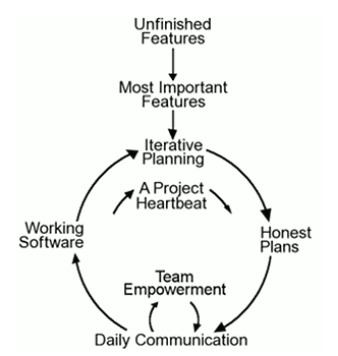 Unfinished
Features
Most Important
Features
Iterative
Planning
A Project
Heartbeat
Working
Software
Honest
Plans
Team
Empowerment
Daily Communication